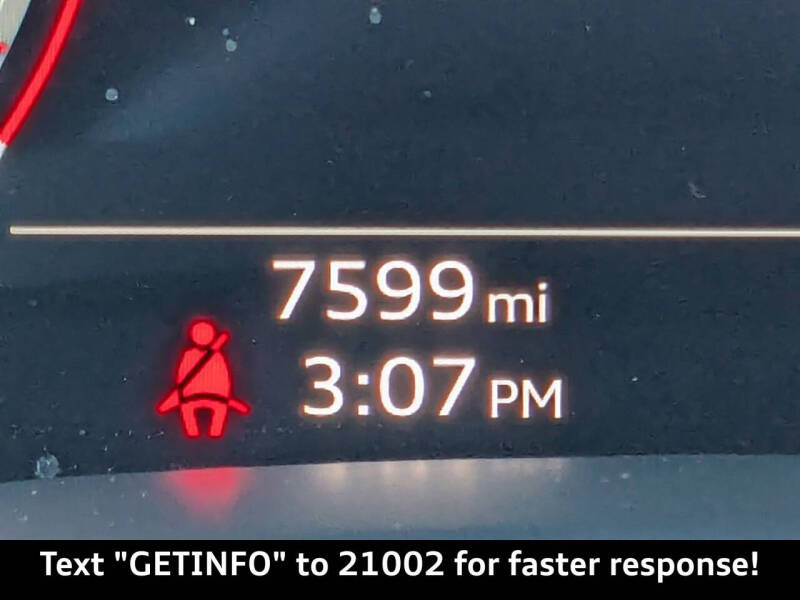 7599 mi
3:07 PM
Text "GETINFO" to 21002 for faster response!